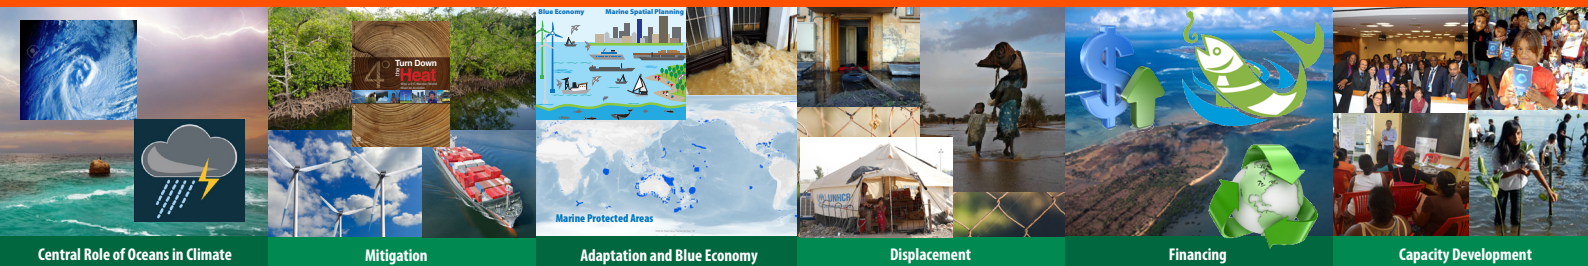 Blue Economy
Marine Spatial Planning
4°
Turn Down
the
Heat
UNHCR
Marine Protected Areas
$
Central Role of Oceans in Climate
Mitigation
Adaptation and Blue Economy
Displacement
Financing
Capacity Development